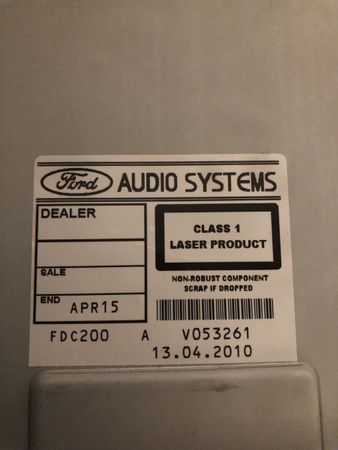 Ford AUDIO SYSTEMS
DEALER
CLASS 1
LASER PRODUCT
SALE
NON-ROBUST COMPONENT
SCRAP IF DROPPED
END APR15
FDC200 A V053261
13.04.2010